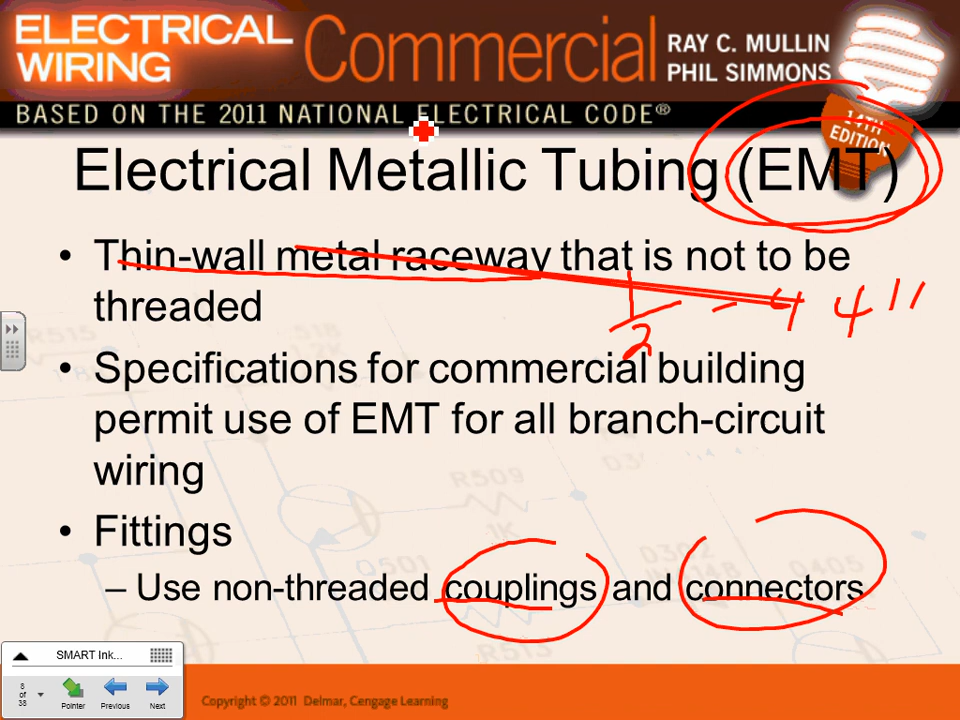 ELECTRICAL WIRING Commercial RAY C. MULLIN PHIL SIMMONS
BASED ON THE 2011 NATIONAL ELECTRICAL CODE®
14TH EDITION
Electrical Metallic Tubing (EMT)
• Thin-wall metal raceway that is not to be
threaded
1/2 - 4 4"
• Specifications for commercial building
permit use of EMT for all branch-circuit
wiring
R509
1K
• Fittings
– Use non-threaded couplings and connectors
SMART Ink...
8 of 38
Pointer Previous Next
Copyright © 2011 Delmar, Cengage Learning